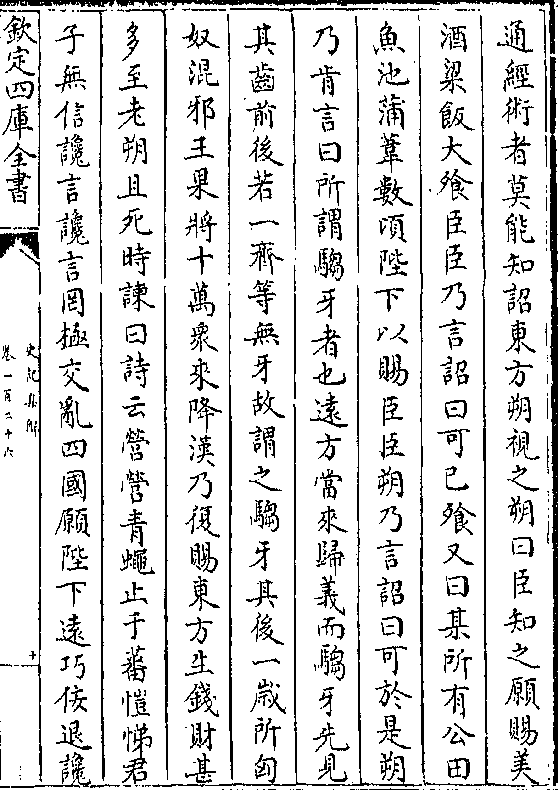 通經術者莫能知詔東方朔視之朔曰臣知之願賜美
酒粱飯大飱臣臣乃言詔曰可已飱又曰某所有公田
魚池蒲葦數頃陛下以賜臣臣朔乃言詔曰可於是朔
乃肯言曰所謂騶牙者也遠方當來歸義而騶牙先見
其齒前後若一齊等無牙故謂之騶牙其後一歲所匈
奴混邪王果將十萬衆來降漢乃復賜東方生錢財甚
多至老朔且死時諫曰詩云營營青蠅止于蕃愷悌君
子無信讒言讒言罔極交亂四國願陛下遠巧佞退讒
欽定四庫全書
史記集解
卷一百二十六
十